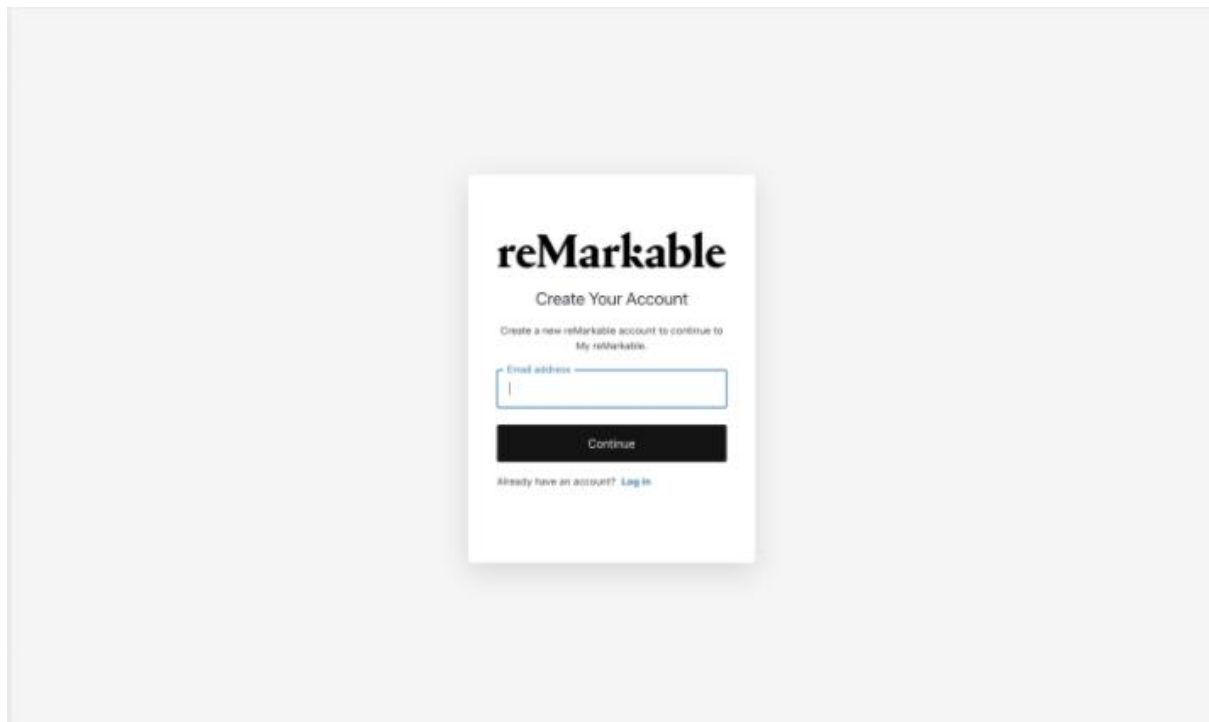 reMarkable
Create Your Account
Create a new reMarkable account to continue to
My reMarkable.
Email address
Continue
Already have an account? Log in